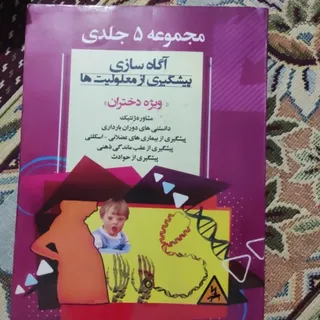 مجموعه ۵ جلدی
آگاه سازی
پیشگیری از معلولیت ها
« ویژه دختران »
مشاوره ژنتیک
دانستنی های دوران بارداری
پیشگیری از بیماری های عضلانی - اسکلتی
پیشگیری از عقب ماندگی ذهنی
پیشگیری از حوادث